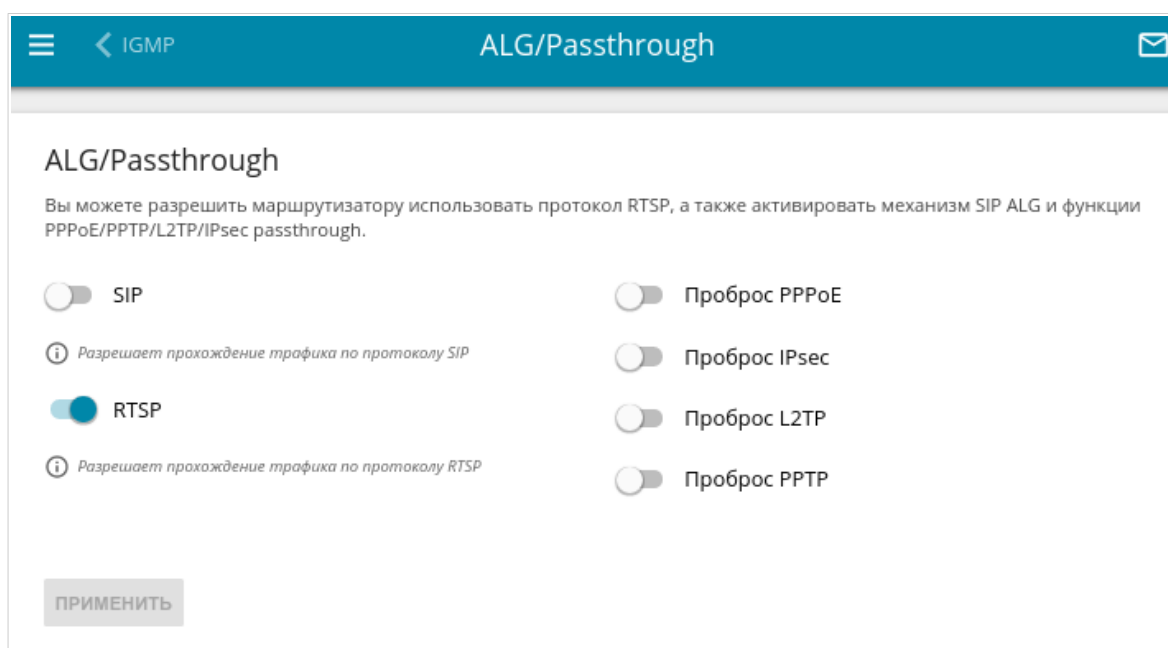 IGMP
ALG/Passthrough
ALG/Passthrough
Вы можете разрешить маршрутизатору использовать протокол RTSP, а также активировать механизм SIP ALG и функции
PPPoE/PPTP/L2TP/IPsec passthrough.
SIP
Разрешает прохождение трафика по протоколу SIP
RTSP
Разрешает прохождение трафика по протоколу RTSP
Проброс PPPoE
Проброс IPsec
Проброс L2TP
Проброс PPTP
ПРИМЕНИТЬ